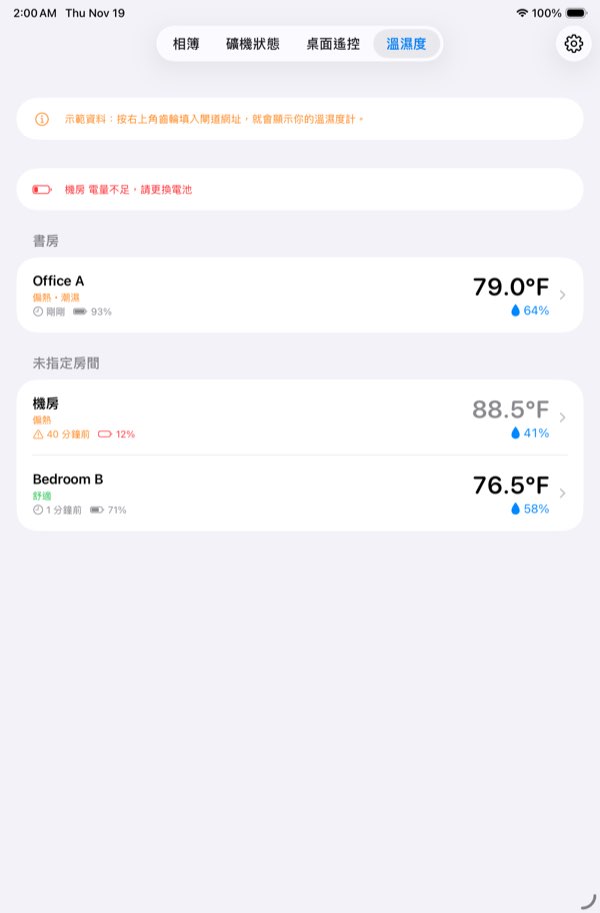 2:00 AM Thu Nov 19 100%
相簿 礦機狀態 桌面遙控 溫濕度
示範資料：按右上角齒輪填入閘道網址，就會顯示你的溫濕度計。
機房 電量不足，請更換電池
書房
Office A
79.0°F
偏熱・潮濕
剛剛 93%
64%
未指定房間
機房
88.5°F
偏熱
40 分鐘前 12%
41%
Bedroom B
76.5°F
舒適
1 分鐘前 71%
58%